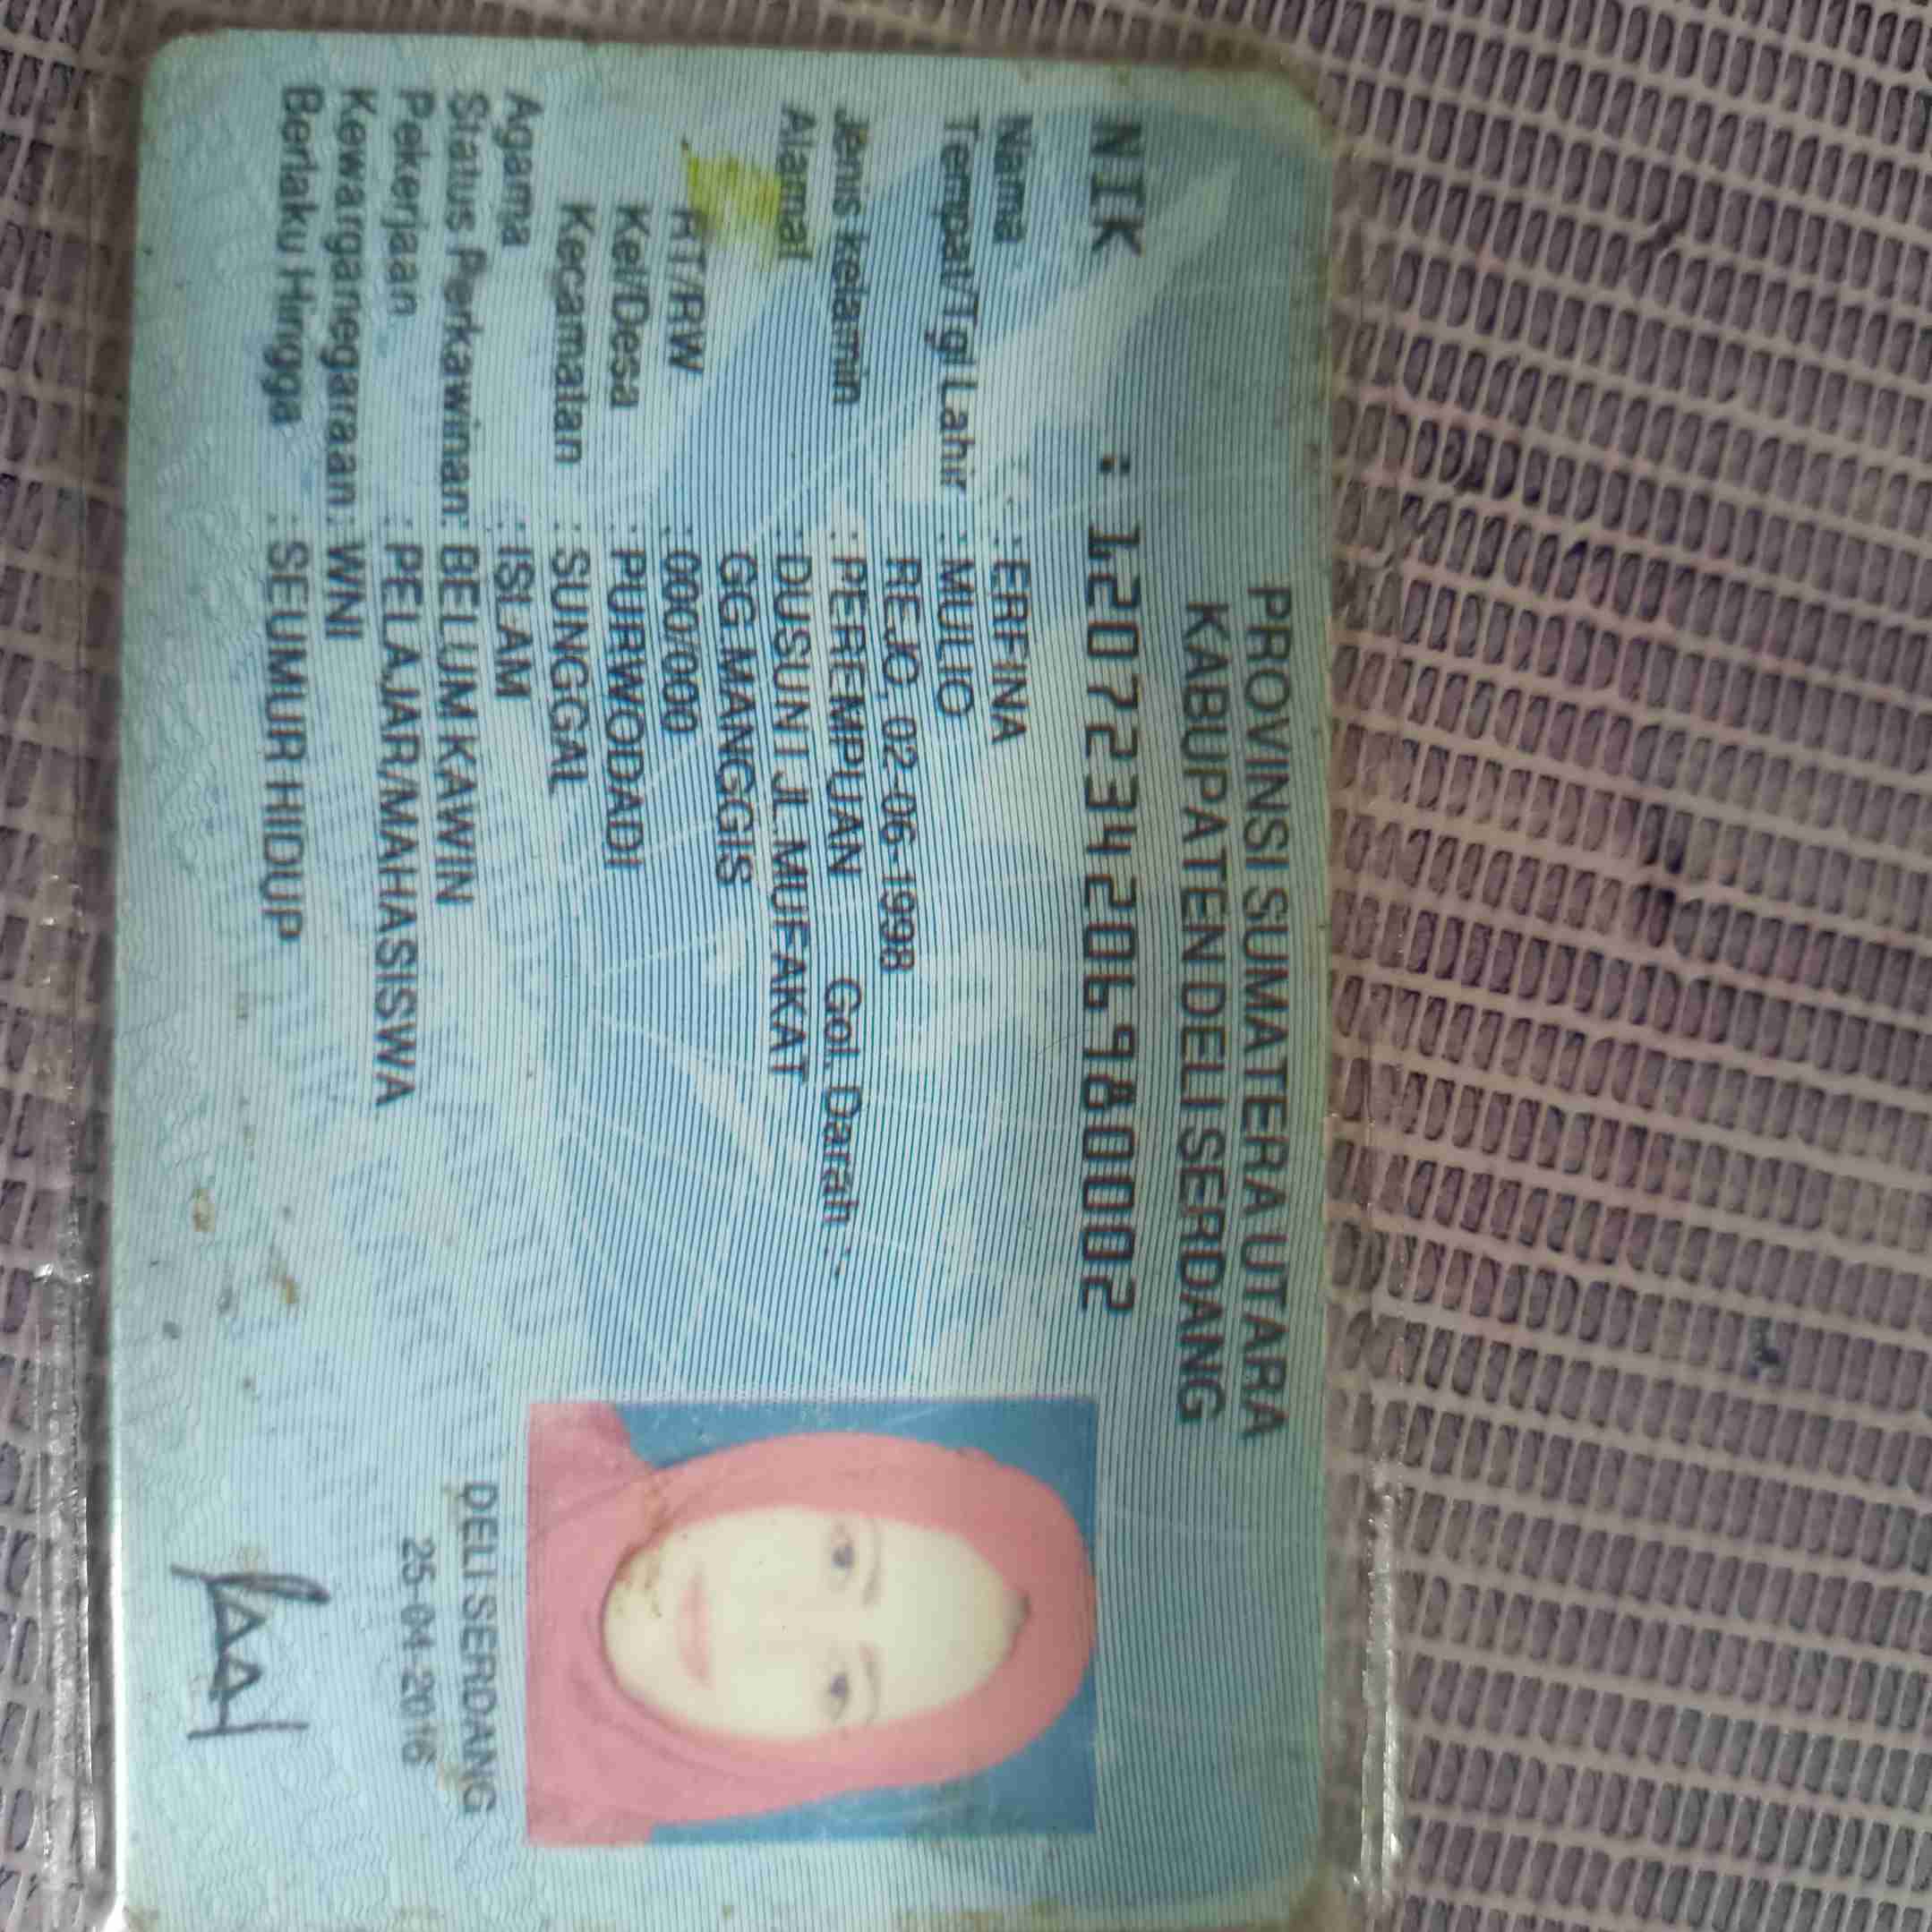 PROVINSI SUMATERA UTARA
KABUPATEN DELI SERDANG
NIK : 1207234206980002
Nama : ERFINA
Tempat/Tgl Lahir : MULIO
REJO, 02-06-1998
Jenis kelamin : PEREMPUAN Gol. Darah : -
Alamat : DUSUN I JL.MUFAKAT
GG MANGGIS
RT/RW : 000/000
Kel/Desa : PURWODADI
Kecamatan : SUNGGAL
Agama : ISLAM
Status Perkawinan: BELUM KAWIN
Pekerjaan : PELAJAR/MAHASISWA
Kewarganegaraan: WNI
Berlaku Hingga : SEUMUR HIDUP
DELI SERDANG
25-04-2016